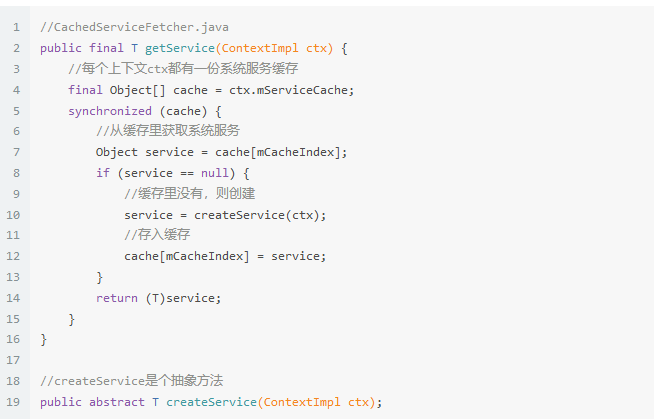 1 //CachedServiceFetcher.java
2 public final T getService(ContextImpl ctx) {
3     //每个上下文ctx都有一份系统服务缓存
4     final Object[] cache = ctx.mServiceCache;
5     synchronized (cache) {
6         //从缓存里获取系统服务
7         Object service = cache[mCacheIndex];
8         if (service == null) {
9             //缓存里没有，则创建
10             service = createService(ctx);
11             //存入缓存
12             cache[mCacheIndex] = service;
13         }
14         return (T)service;
15     }
16 }
17
18 //createService是个抽象方法
19 public abstract T createService(ContextImpl ctx);